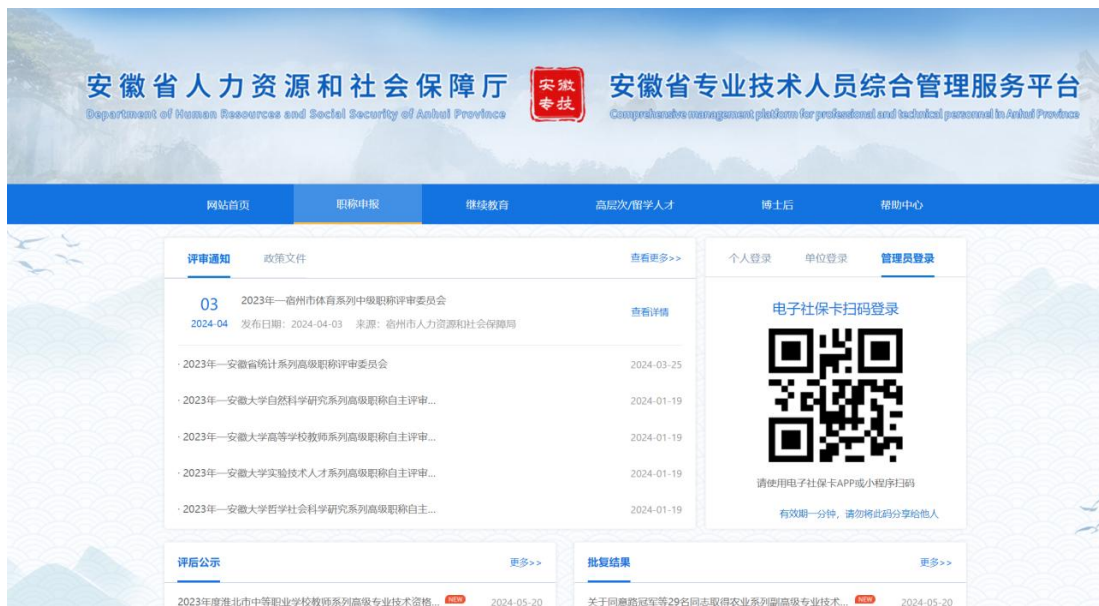 安徽省人力资源和社会保障厅
Department of Human Resources and Social Security of Anhui Province
安徽
专技
安徽省专业技术人员综合管理服务平台
Comprehensive management platform for professional and technical personnel in Anhui Province
网站首页 职称申报 继续教育 高层次/留学人才 博士后 帮助中心
评审通知 政策文件 查看更多>>
03
2024-04
2023年—宿州市体育系列中级职称评审委员会
发布日期：2024-04-03 来源：宿州市人力资源和社会保障局
查看详情
· 2023年—安徽省统计系列高级职称评审委员会 2024-03-25
· 2023年—安徽大学自然科学研究系列高级职称自主评审... 2024-01-19
· 2023年—安徽大学高等学校教师系列高级职称自主评审... 2024-01-19
· 2023年—安徽大学实验技术人才系列高级职称自主评审... 2024-01-19
· 2023年—安徽大学哲学社会科学研究系列高级职称自主... 2024-01-19
个人登录 单位登录 管理员登录
电子社保卡扫码登录
请使用电子社保卡APP或小程序扫码
有效期一分钟，请勿将此码分享给他人
评后公示 更多>>
2023年度淮北市中等职业学校教师系列高级专业技术资格... NEW 2024-05-20
批复结果 更多>>
关于同意路冠军等29名同志取得农业系列副高级专业技术... NEW 2024-05-20